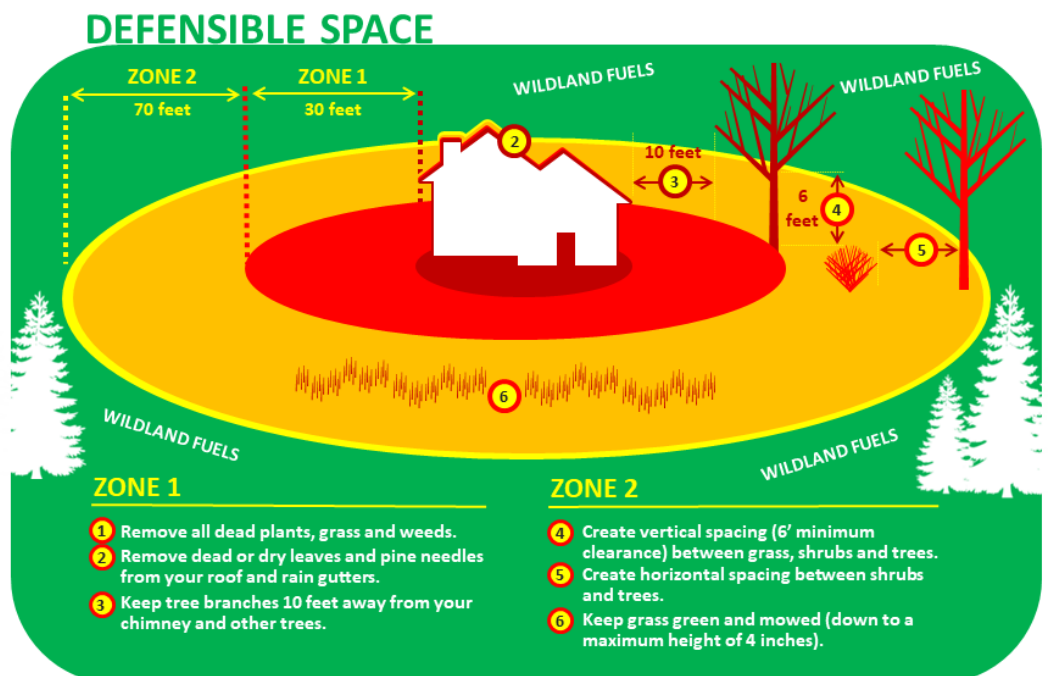 DEFENSIBLE SPACE
ZONE 2
ZONE 1
70 feet
30 feet
WILDLAND FUELS
WILDLAND FUELS
2
10 feet
3
6
feet
4
5
6
WILDLAND FUELS
WILDLAND FUELS
ZONE 1
1 Remove all dead plants, grass and weeds.
2 Remove dead or dry leaves and pine needles
from your roof and rain gutters.
3 Keep tree branches 10 feet away from your
chimney and other trees.
ZONE 2
4 Create vertical spacing (6' minimum
clearance) between grass, shrubs and trees.
5 Create horizontal spacing between shrubs
and trees.
6 Keep grass green and mowed (down to a
maximum height of 4 inches).